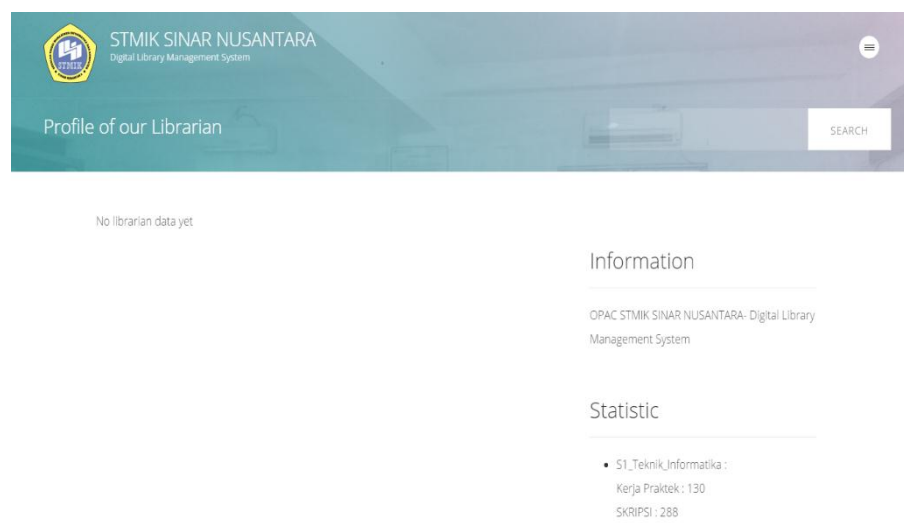 STMIK SINAR NUSANTARA
Digital Library Management System
STMIK
Profile of our Librarian
SEARCH
No librarian data yet
Information
OPAC STMIK SINAR NUSANTARA- Digital Library
Management System
Statistic
S1_Teknik_Informatika :
Kerja Praktek : 130
SKRIPSI : 288